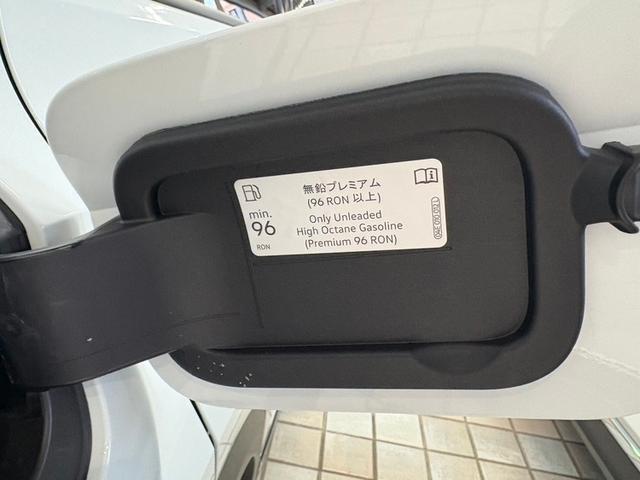 無鉛プレミアム
(96 RON 以上)
min.
96
RON
Only Unleaded
High Octane Gasoline
(Premium 96 RON)